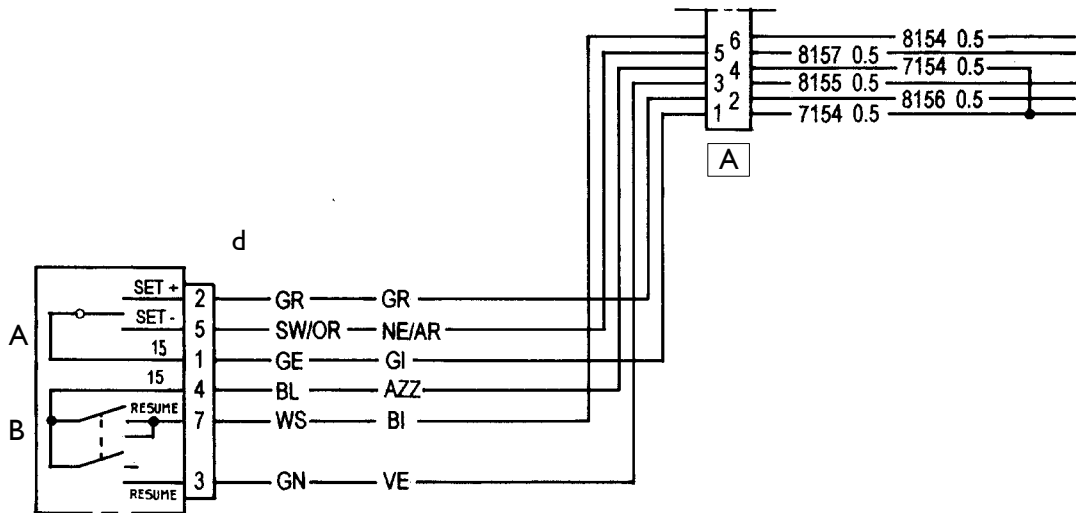 6 8154 0.5
5 8157 0.5
4 7154 0.5
3 8155 0.5
2 8156 0.5
1 7154 0.5
A
d
SET + 2 GR GR
SET - 5 SW/OR NE/AR
A
15 1 GE GI
15 4 BL AZZ
B
RESUME 7 WS BI
3 GN VE
RESUME